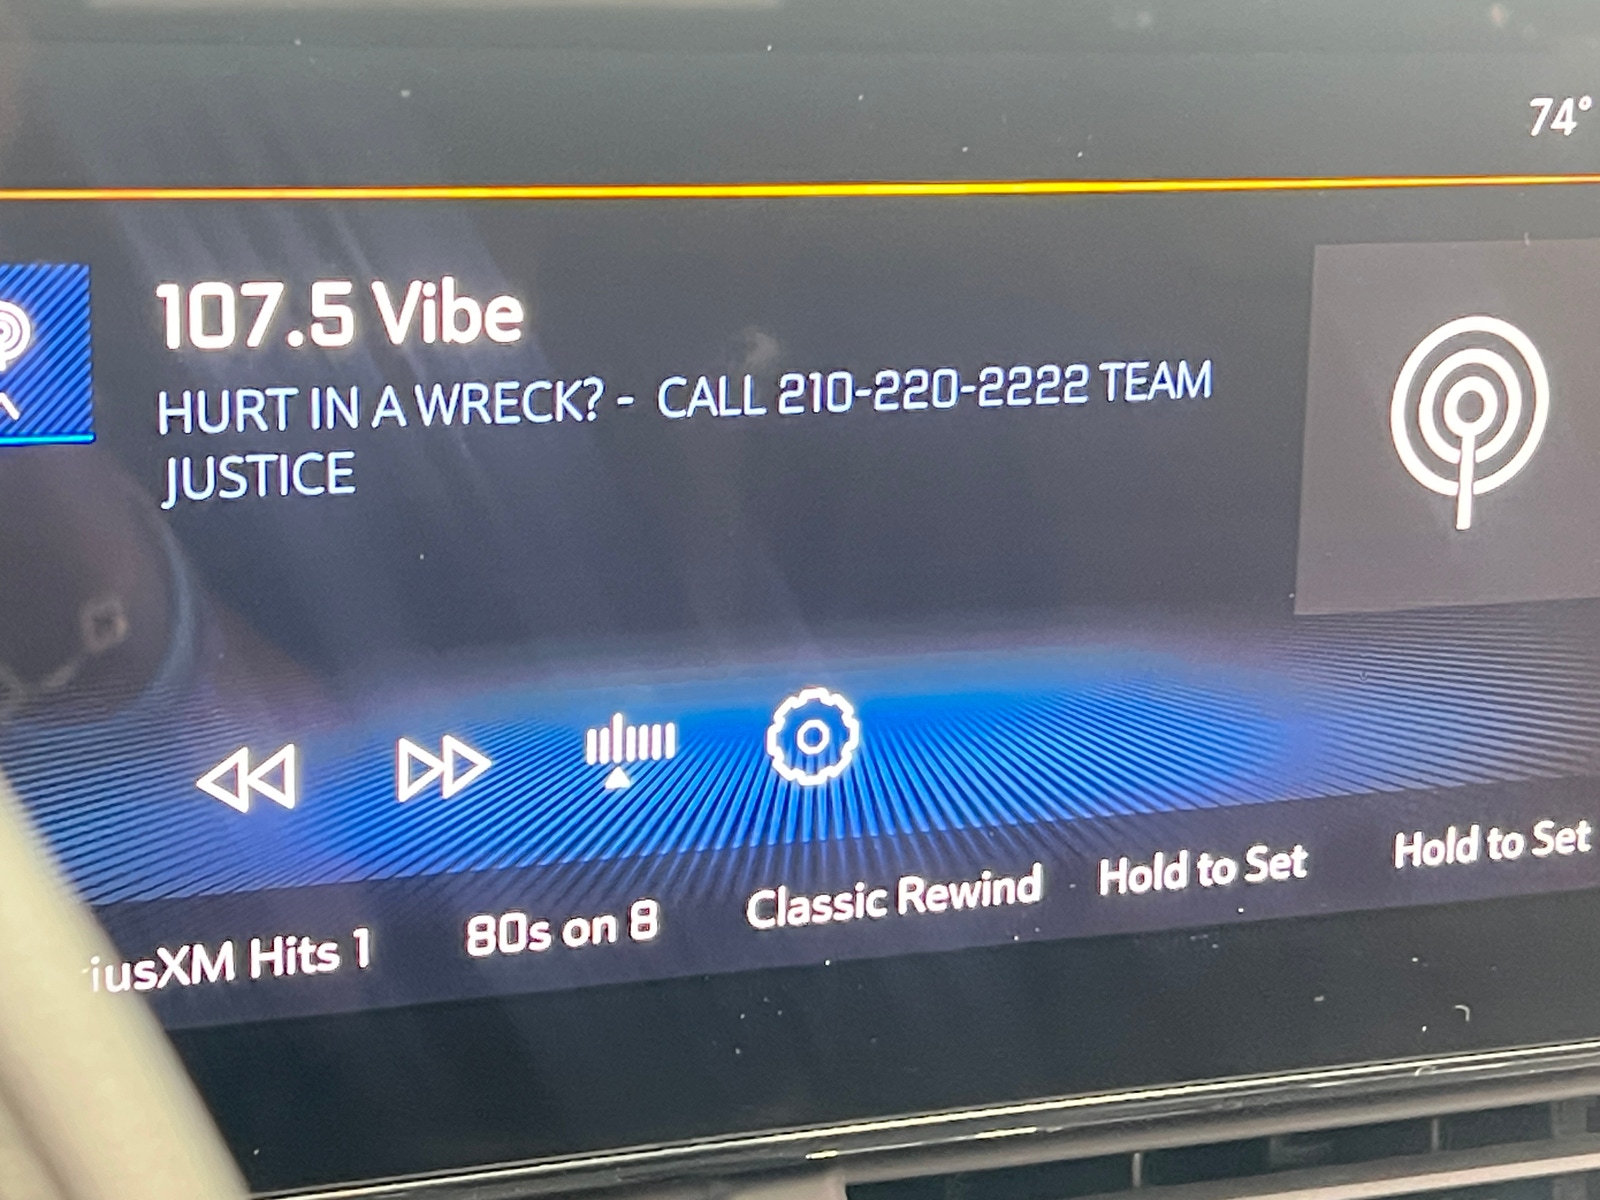 74°
107.5 Vibe
HURT IN A WRECK? - CALL 210-220-2222 TEAM
JUSTICE
iusXM Hits 1
80s on 8
Classic Rewind
Hold to Set
Hold to Set